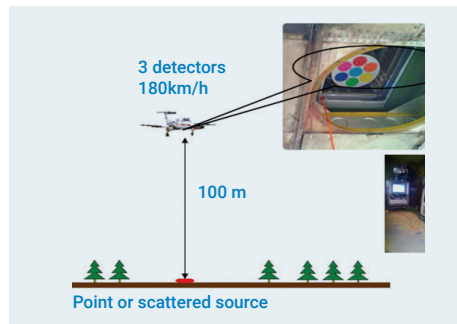 3 detectors
180km/h
100 m
Point or scattered source